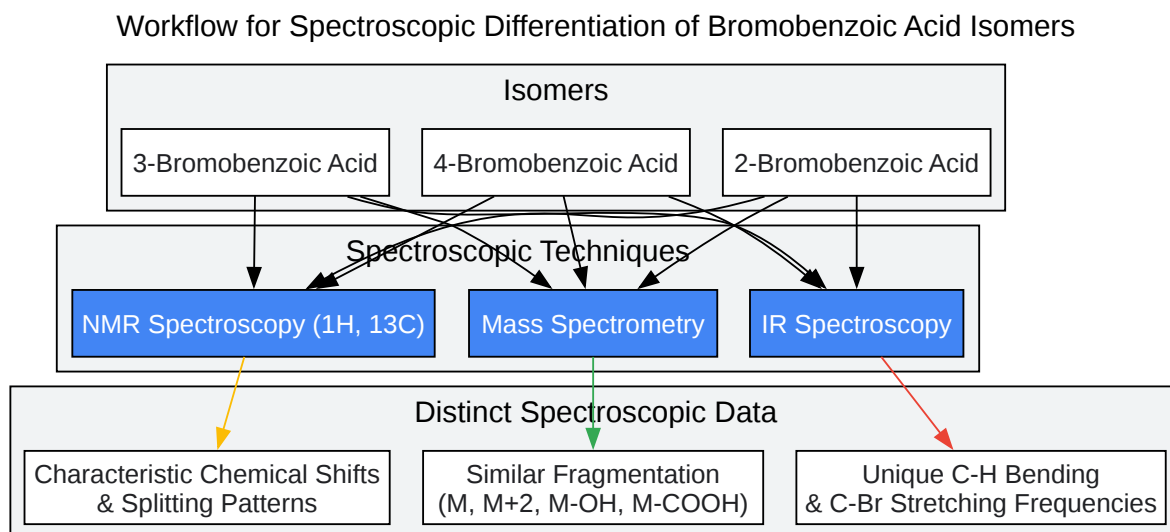 Workflow for Spectroscopic Differentiation of Bromobenzoic Acid Isomers
Isomers
3-Bromobenzoic Acid
4-Bromobenzoic Acid
2-Bromobenzoic Acid
Spectroscopic Techniques
NMR Spectroscopy (1H, 13C)
Mass Spectrometry
IR Spectroscopy
Distinct Spectroscopic Data
Characteristic Chemical Shifts
& Splitting Patterns
Similar Fragmentation
(M, M+2, M-OH, M-COOH)
Unique C-H Bending
& C-Br Stretching Frequencies